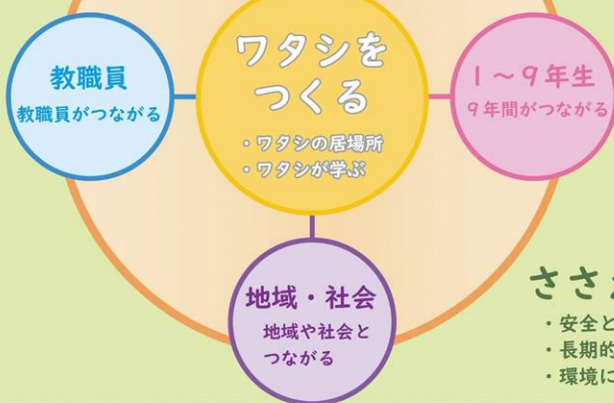 教職員
教職員がつながる
ワタシを
つくる
・ワタシの居場所
・ワタシが学ぶ
1〜9年生
9年間がつながる
地域・社会
地域や社会と
つながる
ささ
・安全と
・長期的
・環境に